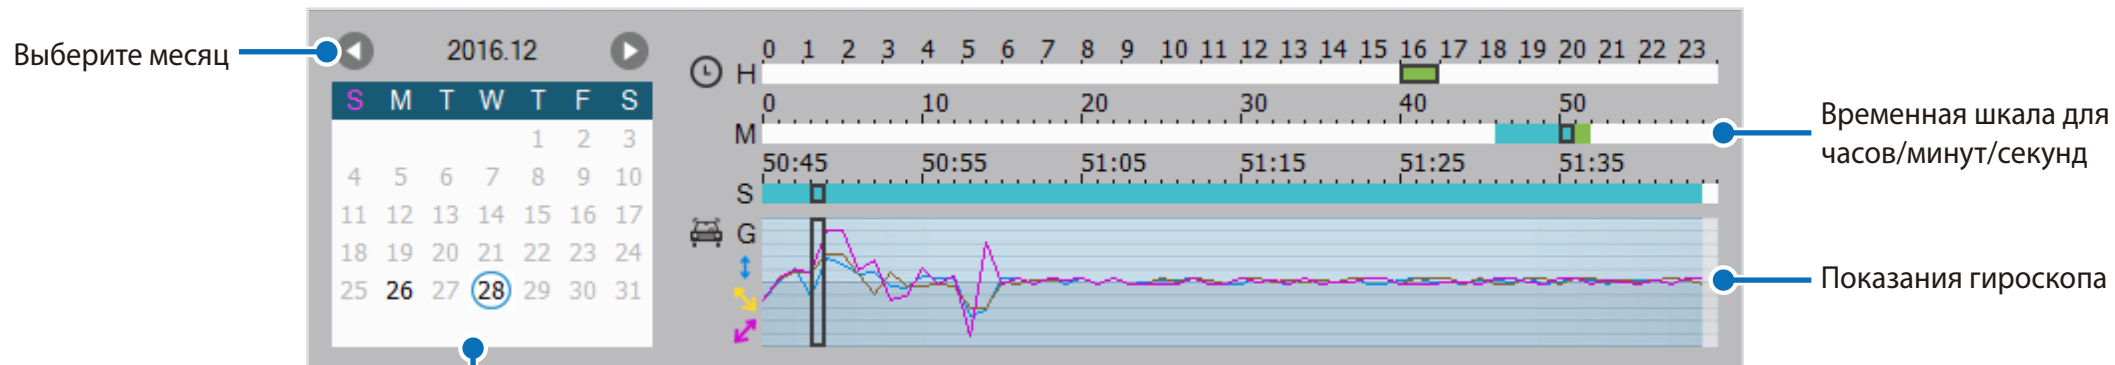 Выберите месяц
2016.12
S M T W T F S
1 2 3
4 5 6 7 8 9 10
11 12 13 14 15 16 17
18 19 20 21 22 23 24
25 26 27 28 29 30 31
0 1 2 3 4 5 6 7 8 9 10 11 12 13 14 15 16 17 18 19 20 21 22 23
H
0 10 20 30 40 50
M
50:45 50:55 51:05 51:15 51:25 51:35
S
G
Временная шкала для
часов/минут/секунд
Показания гироскопа